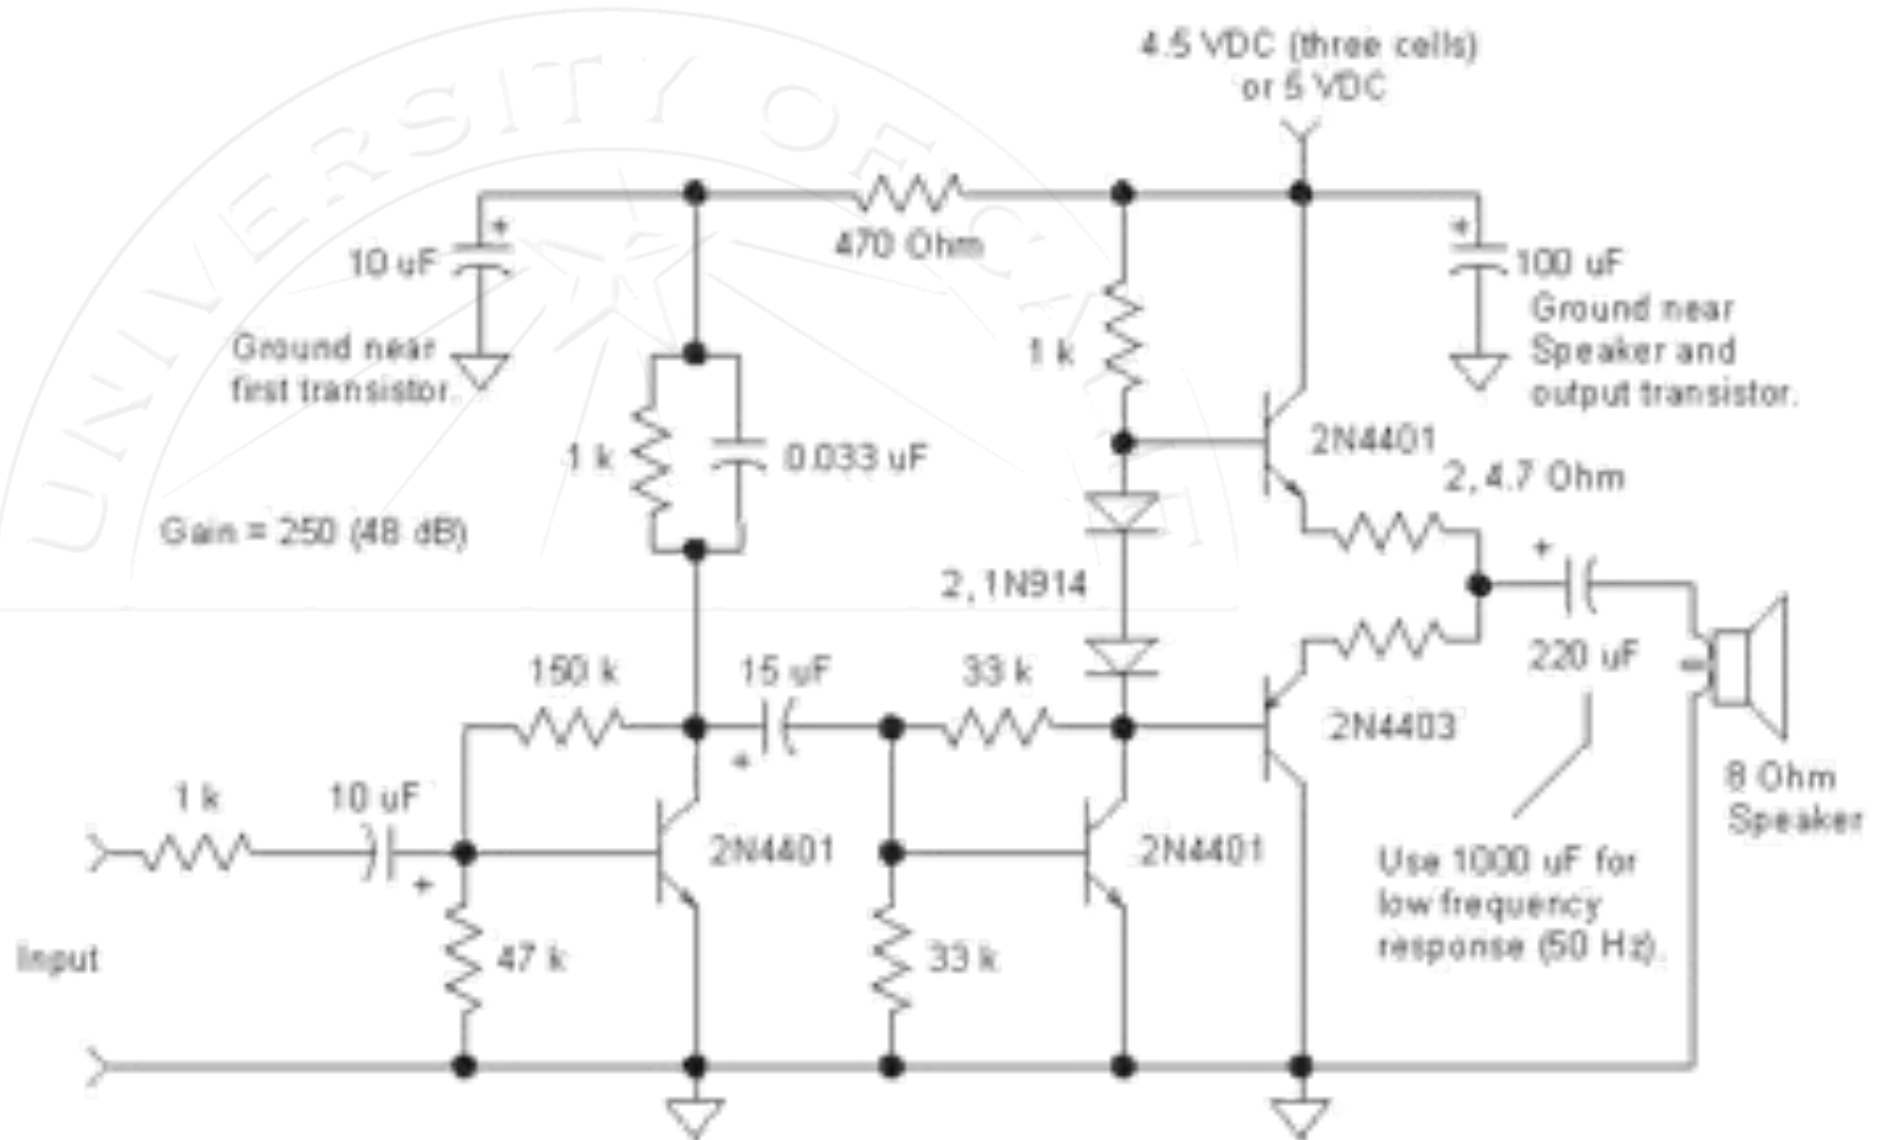 UNIVERSITY OF
4.5 VDC (three cells)
or 5 VDC
470 Ohm
10 uF
100 uF
Ground near
Speaker and
output transistor.
Ground near
first transistor.
1 k
1 k
0.033 uF
2N4401
2, 4.7 Ohm
Gain = 250 (48 dB)
2, 1N914
+
+
+
150 k
15 uF
33 k
220 uF
+
2N4403
8 Ohm
Speaker
1 k
10 uF
+
2N4401
2N4401
Use 1000 uF for
low frequency
response (50 Hz).
Input
47 k
33 k